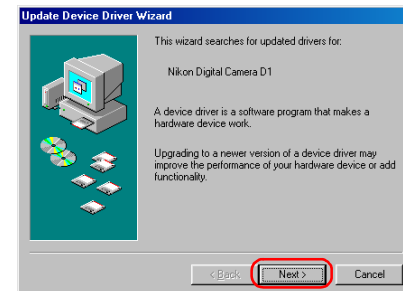 Update Device Driver Wizard
This wizard searches for updated drivers for:
Nikon Digital Camera D1
A device driver is a software program that makes a
hardware device work.
Upgrading to a newer version of a device driver may
improve the performance of your hardware device or add
functionality.
< Back
Next >
Cancel